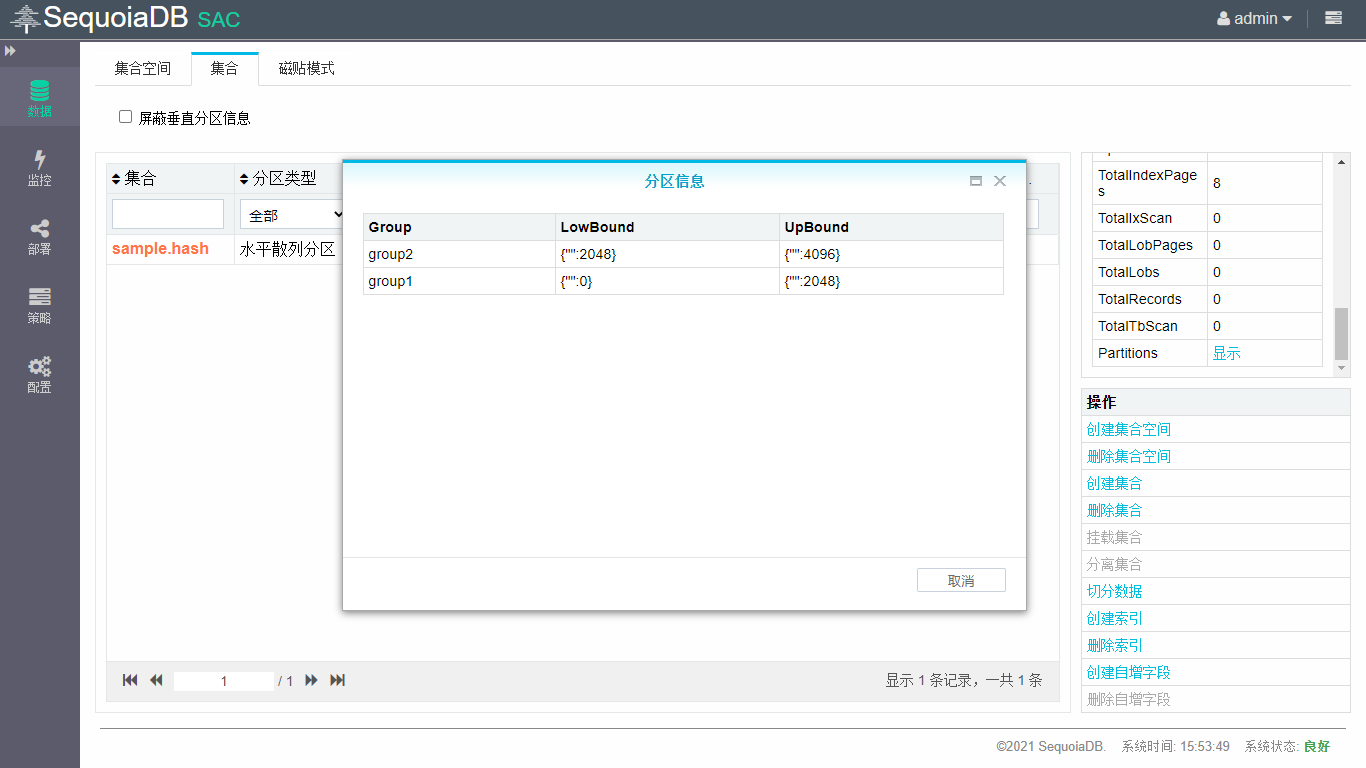 SequoiaDB SAC
admin
集合空间
集合
磁贴模式
屏蔽垂直分区信息
数据
监控
部署
策略
配置
集合
分区类型
全部
sample.hash
水平散列分区
分区信息
Group
LowBound
UpBound
group2
{"":2048}
{"":4096}
group1
{"":0}
{"":2048}
取消
1
/ 1
显示 1 条记录，一共 1 条
TotalIndexPage
s
8
TotalIxScan
0
TotalLobPages
0
TotalLobs
0
TotalRecords
0
TotalTbScan
0
Partitions
显示
操作
创建集合空间
删除集合空间
创建集合
删除集合
挂载集合
分离集合
切分数据
创建索引
删除索引
创建自增字段
删除自增字段
©2021 SequoiaDB.
系统时间: 15:53:49
系统状态: 良好